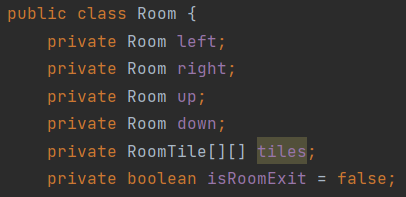 public class Room {
    private Room left;
    private Room right;
    private Room up;
    private Room down;
    private RoomTile[][] tiles;
    private boolean isRoomExit = false;